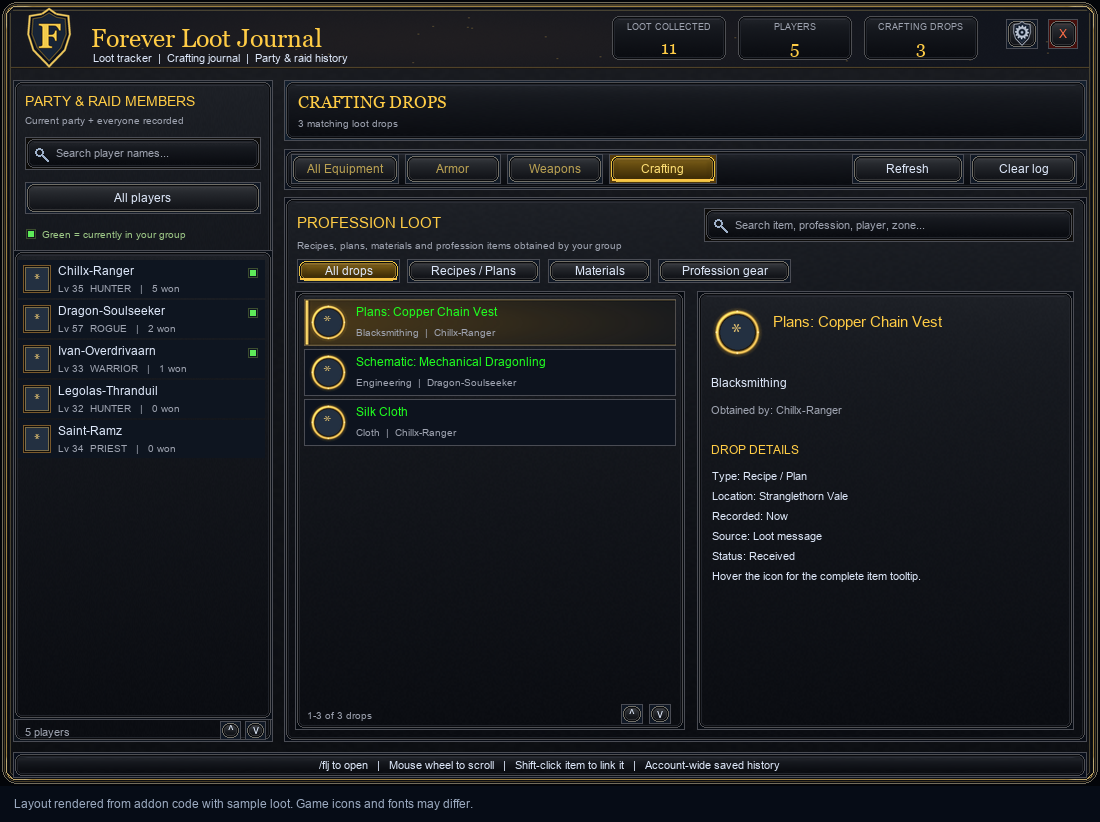 F
Forever Loot Journal
Loot tracker | Crafting journal | Party & raid history
LOOT COLLECTED
11
PLAYERS
5
CRAFTING DROPS
3
X
PARTY & RAID MEMBERS
Current party + everyone recorded
Search player names...
All players
Green = currently in your group
* Chillx-Ranger
Lv 35 HUNTER | 5 won
* Dragon-Soulseeker
Lv 57 ROGUE | 2 won
* Ivan-Overdrivaarn
Lv 33 WARRIOR | 1 won
* Legolas-Thranduil
Lv 32 HUNTER | 0 won
* Saint-Ramz
Lv 34 PRIEST | 0 won
5 players
^ v
CRAFTING DROPS
3 matching loot drops
All Equipment Armor Weapons Crafting Refresh Clear log
PROFESSION LOOT
Recipes, plans, materials and profession items obtained by your group
Search item, profession, player, zone...
All drops Recipes / Plans Materials Profession gear
* Plans: Copper Chain Vest
Blacksmithing | Chillx-Ranger
* Schematic: Mechanical Dragonling
Engineering | Dragon-Soulseeker
* Silk Cloth
Cloth | Chillx-Ranger
1-3 of 3 drops
^ v
* Plans: Copper Chain Vest
Blacksmithing
Obtained by: Chillx-Ranger
DROP DETAILS
Type: Recipe / Plan
Location: Stranglethorn Vale
Recorded: Now
Source: Loot message
Status: Received
Hover the icon for the complete item tooltip.
/flj to open | Mouse wheel to scroll | Shift-click item to link it | Account-wide saved history
Layout rendered from addon code with sample loot. Game icons and fonts may differ.